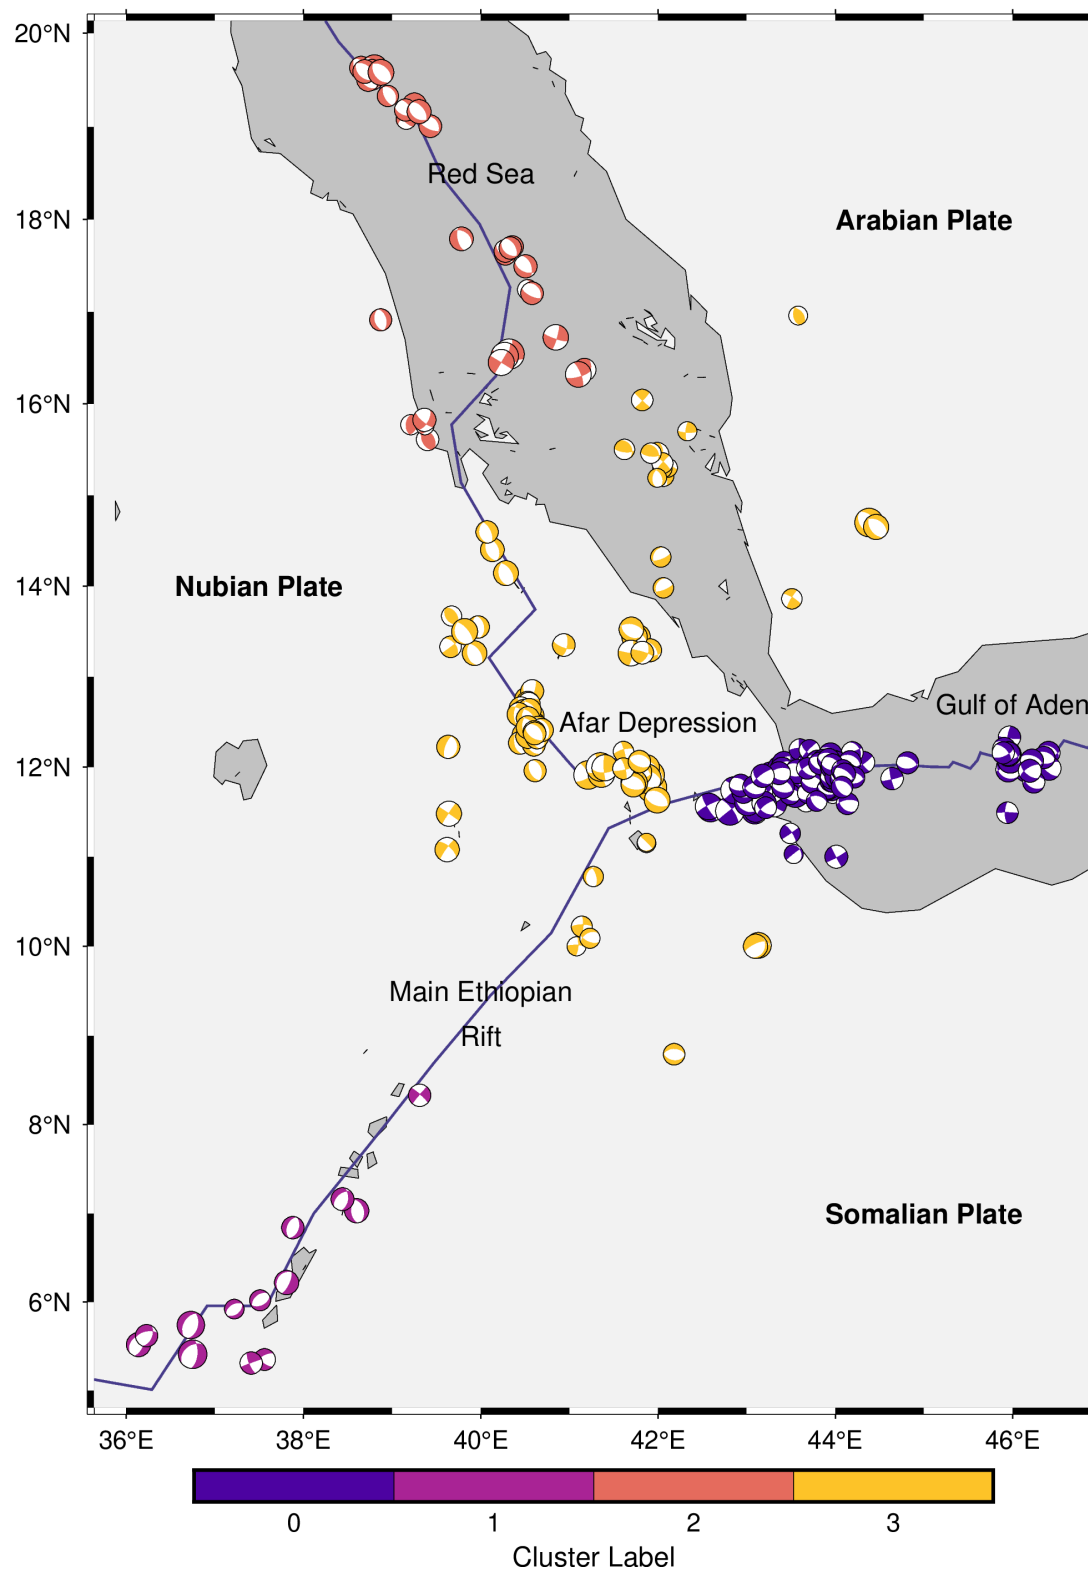 20°N
Red Sea
18°N
Arabian Plate
16°N
14°N
Nubian Plate
Gulf of Aden
Afar Depression
12°N
10°N
Main Ethiopian
Rift
8°N
Somalian Plate
6°N
36°E 38°E 40°E 42°E 44°E 46°E
0 1 2 3
Cluster Label